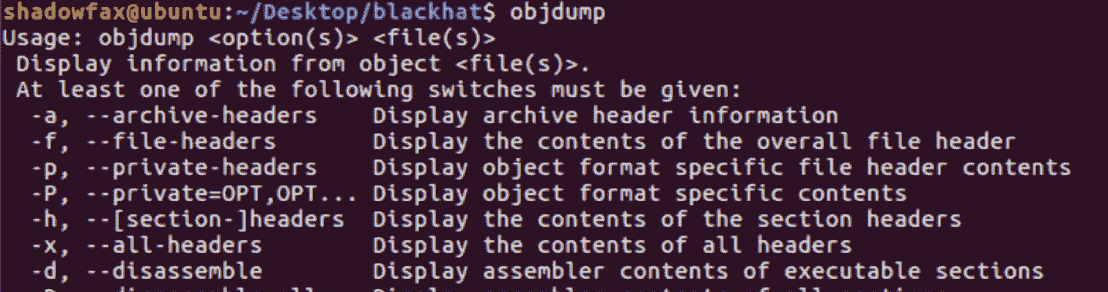 shadowfax@ubuntu:~/Desktop/blackhat$ objdump
Usage: objdump <option(s)> <file(s)>
 Display information from object <file(s)>.
 At least one of the following switches must be given:
  -a, --archive-headers    Display archive header information
  -f, --file-headers       Display the contents of the overall file header
  -p, --private-headers    Display object format specific file header contents
  -P, --private=OPT,OPT... Display object format specific contents
  -h, --[section-]headers  Display the contents of the section headers
  -x, --all-headers        Display the contents of all headers
  -d, --disassemble        Display assembler contents of executable sections